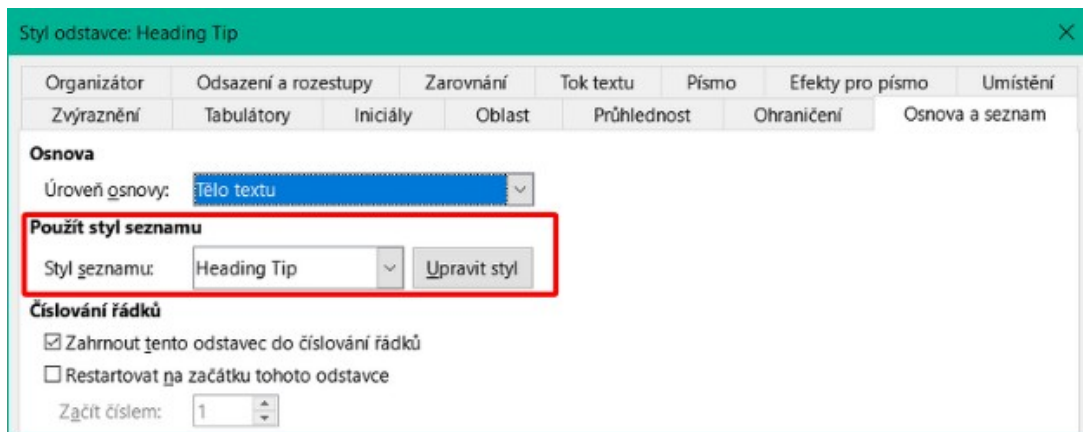 Styl odstavce: Heading Tip
Organizátor Odsazení a rozestupy Zarovnání Tok textu Písmo Efekty pro písmo Umístění
Zvýraznění Tabulátory Iniciály Oblast Průhlednost Ohraničení Osnova a seznam
Osnova
Úroveň osnovy: Tělo textu
Použít styl seznamu
Styl seznamu: Heading Tip Upravit styl
Číslování řádků
Zahrnout tento odstavec do číslování řádků
Restartovat na začátku tohoto odstavce
Začít číslem: 1